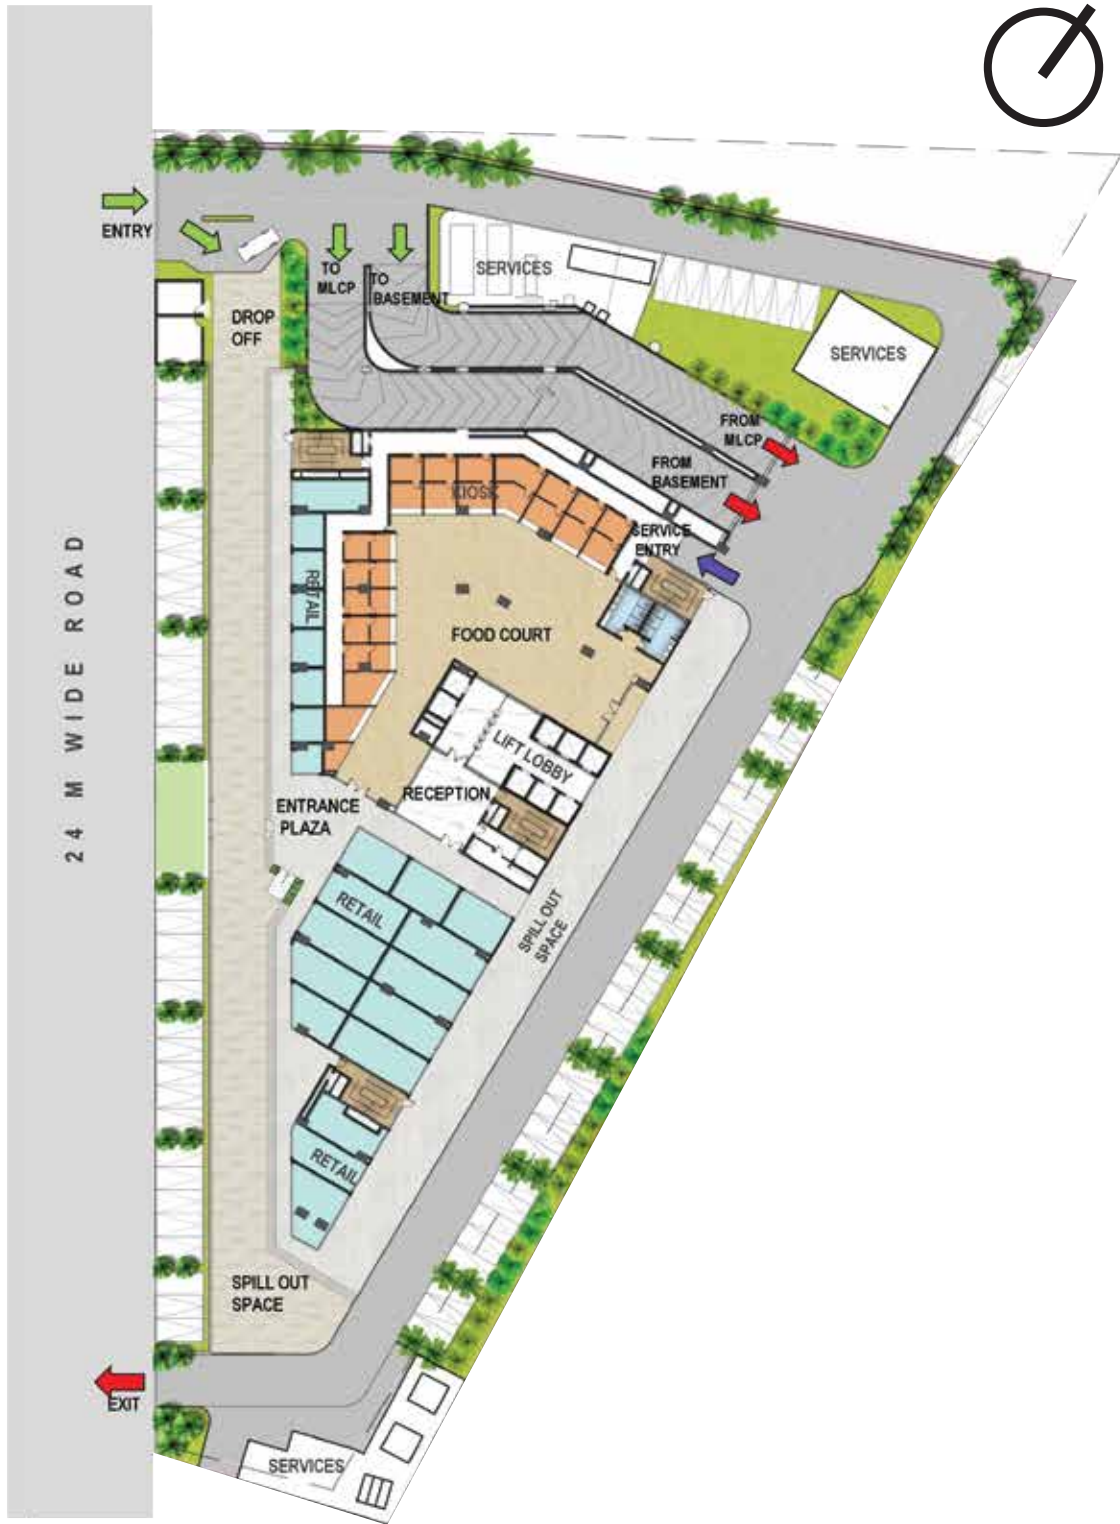 ENTRY
TO
MLCP
TO
BASEMENT
SERVICES
DROP
OFF
SERVICES
FROM
MLCP
FROM
BASEMENT
KIOSK
SERVICE
ENTRY
RETAIL
FOOD COURT
24 M WIDE ROAD
LIFT LOBBY
RECEPTION
ENTRANCE
PLAZA
RETAIL
SPILL OUT
SPACE
RETAIL
SPILL OUT
SPACE
EXIT
SERVICES